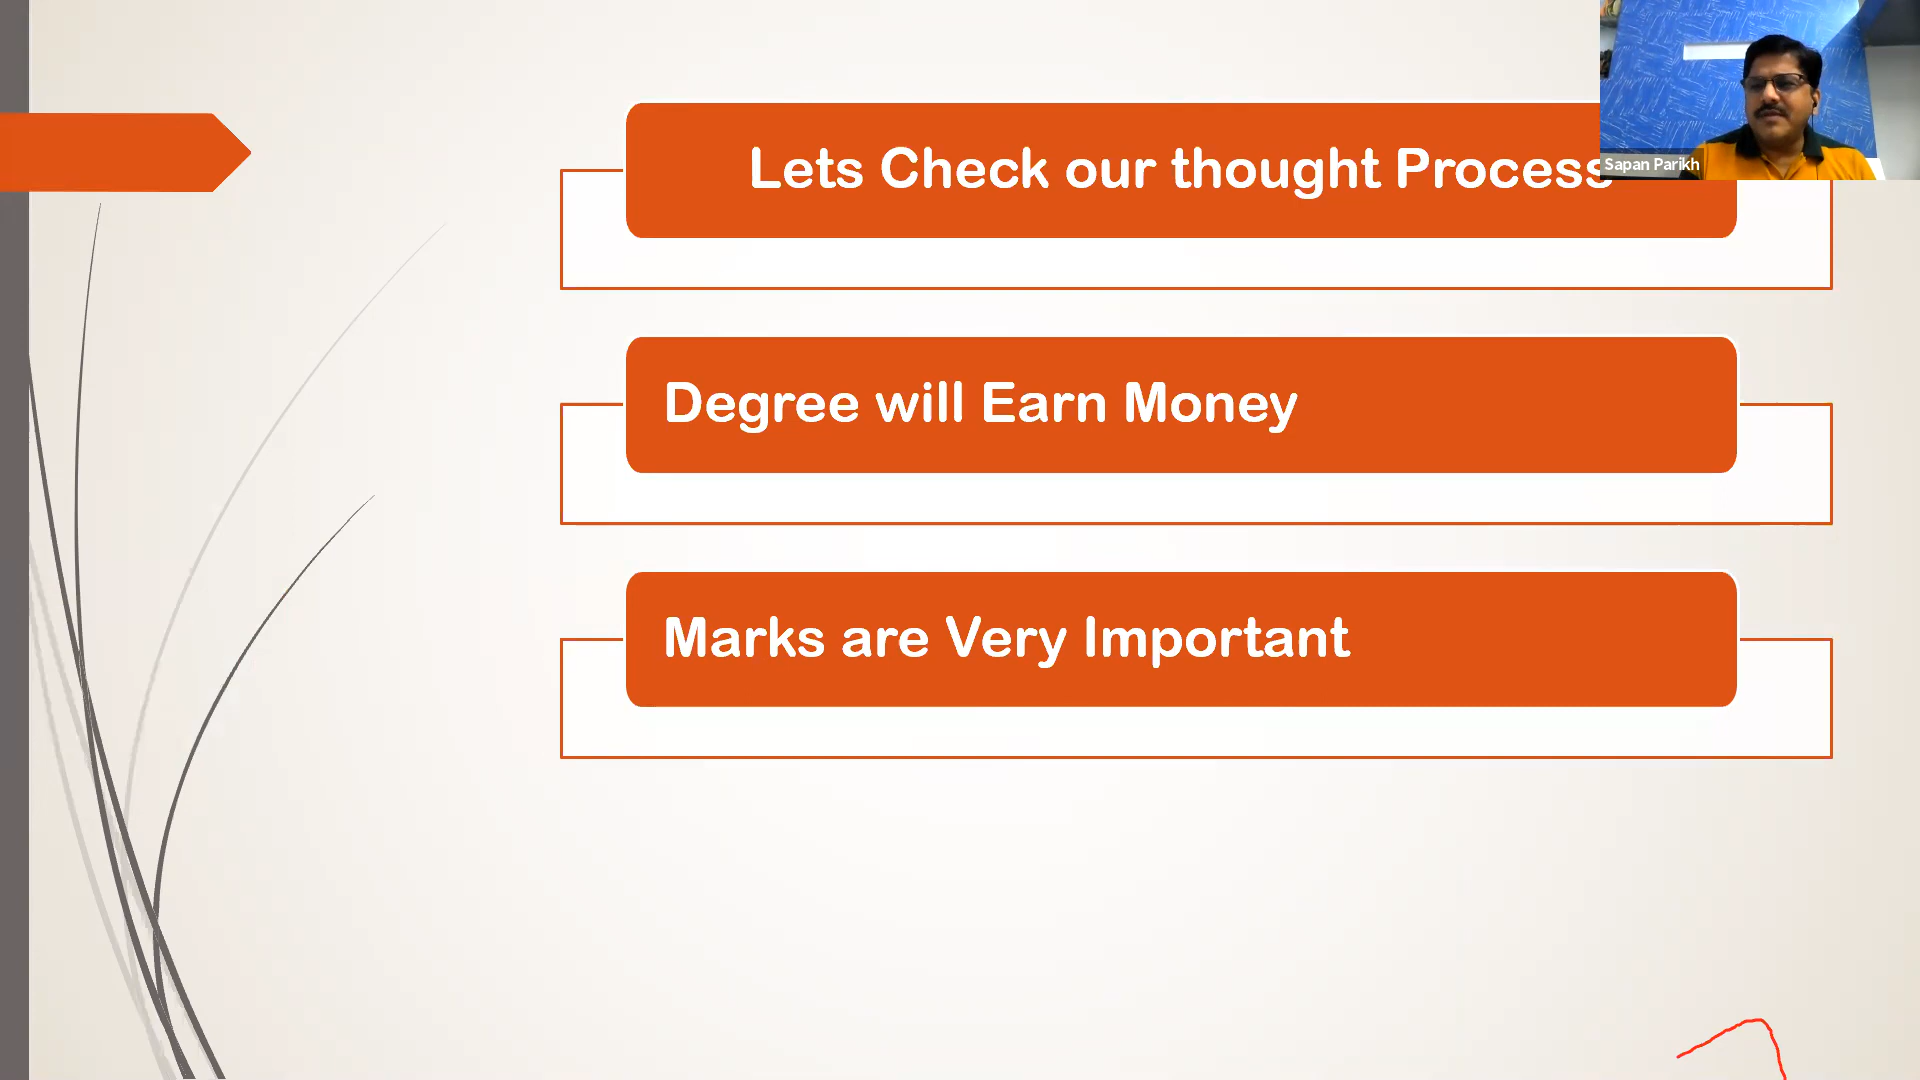 Lets Check our thought Process
Sapan Parikh
Degree will Earn Money
Marks are Very Important